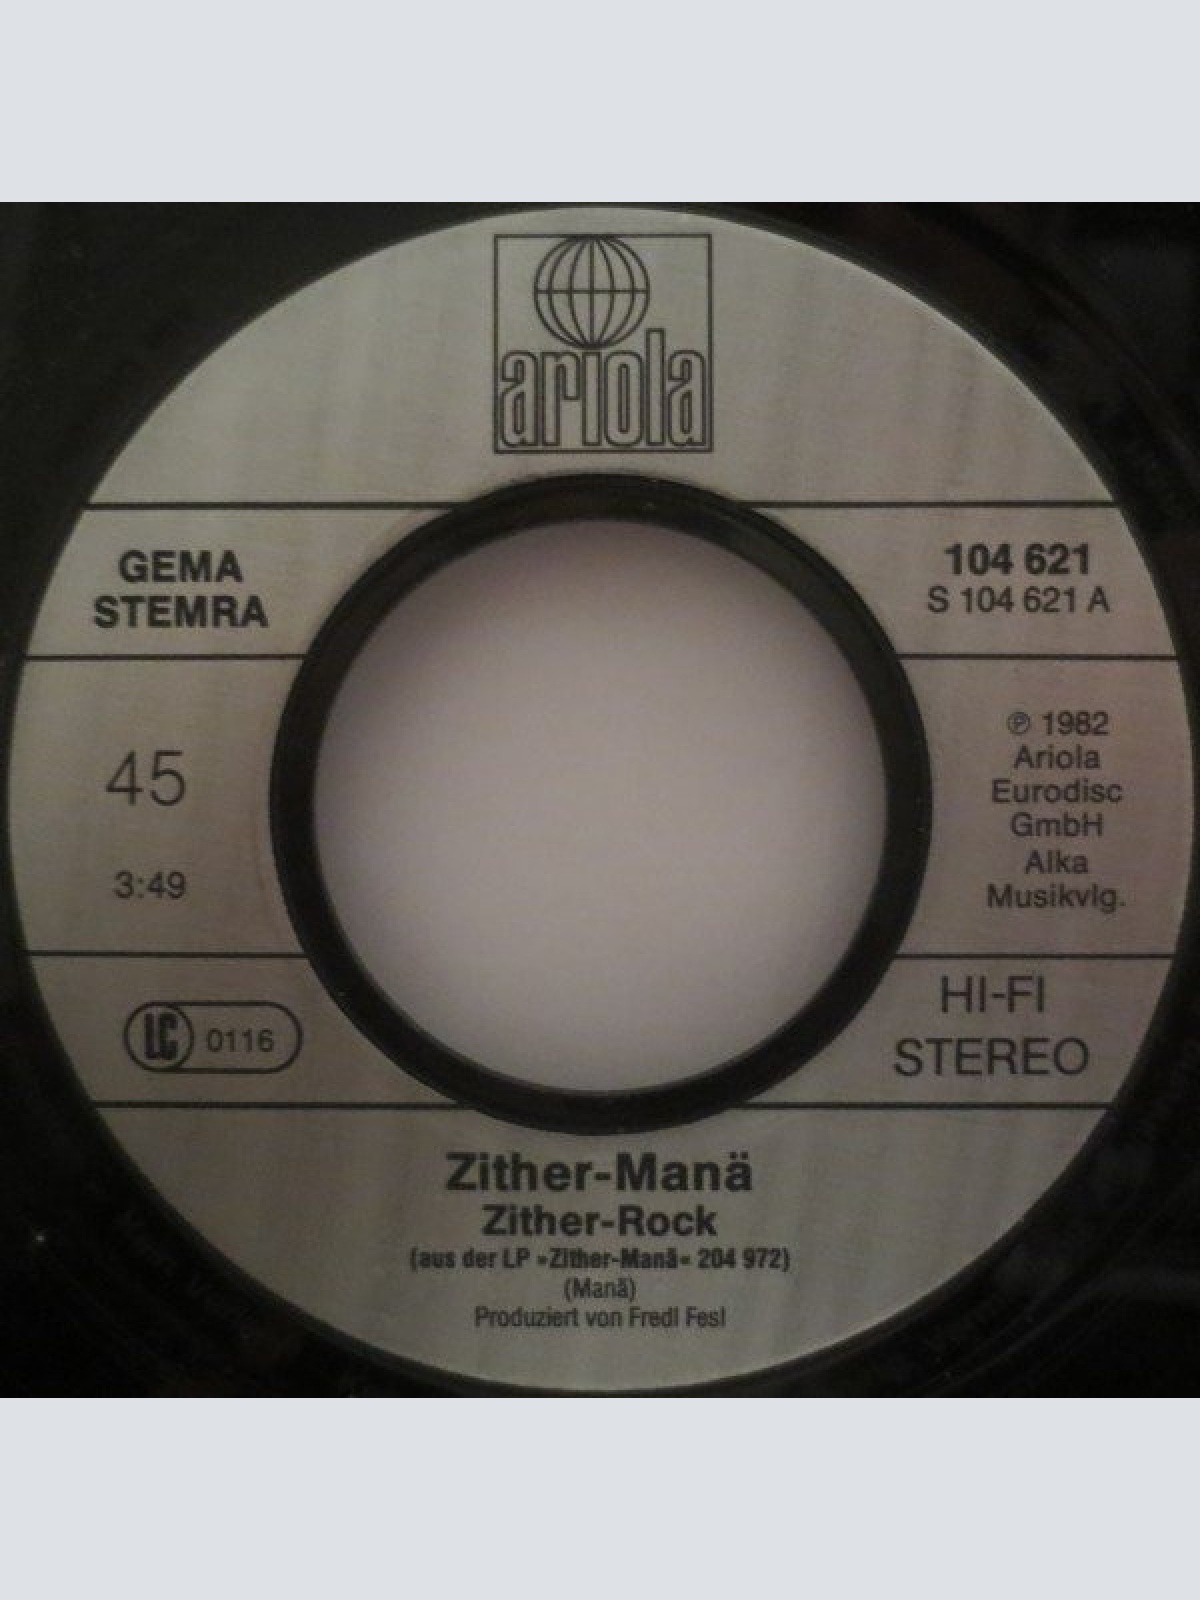 ariola
GEMA
STEMRA
104 621
S 104 621 A
45
3:49
℗ 1982
Ariola
Eurodisc
GmbH
Alka
Musikvlg.
LC 0116
HI-FI
STEREO
Zither-Manä
Zither-Rock
(aus der LP »Zither-Manä« 204 972)
(Manä)
Produziert von Fredl Fesl